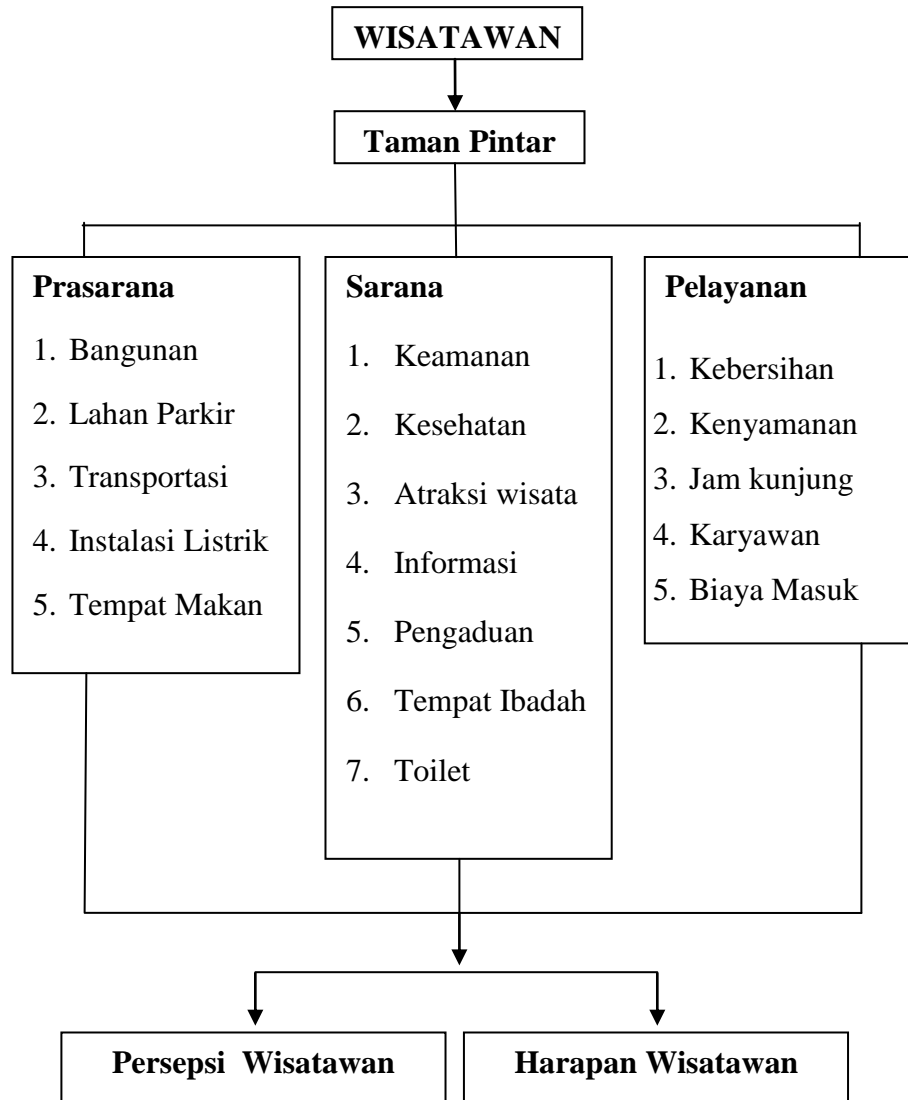 WISATAWAN
Taman Pintar
Prasarana
1. Bangunan
2. Lahan Parkir
3. Transportasi
4. Instalasi Listrik
5. Tempat Makan
Sarana
1. Keamanan
2. Kesehatan
3. Atraksi wisata
4. Informasi
5. Pengaduan
6. Tempat Ibadah
7. Toilet
Pelayanan
1. Kebersihan
2. Kenyamanan
3. Jam kunjung
4. Karyawan
5. Biaya Masuk
Persepsi Wisatawan
Harapan Wisatawan